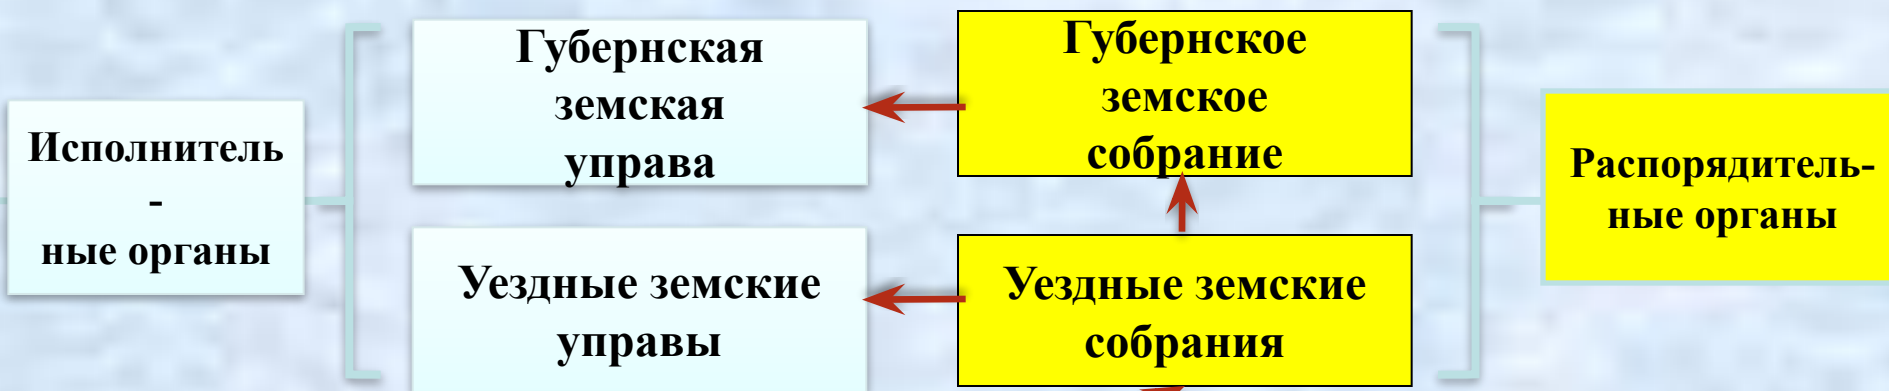 Исполнитель
-
ные органы
Губернская
земская
управа
Губернское
земское
собрание
Уездные земские
управы
Уездные земские
собрания
Распорядитель-
ные органы